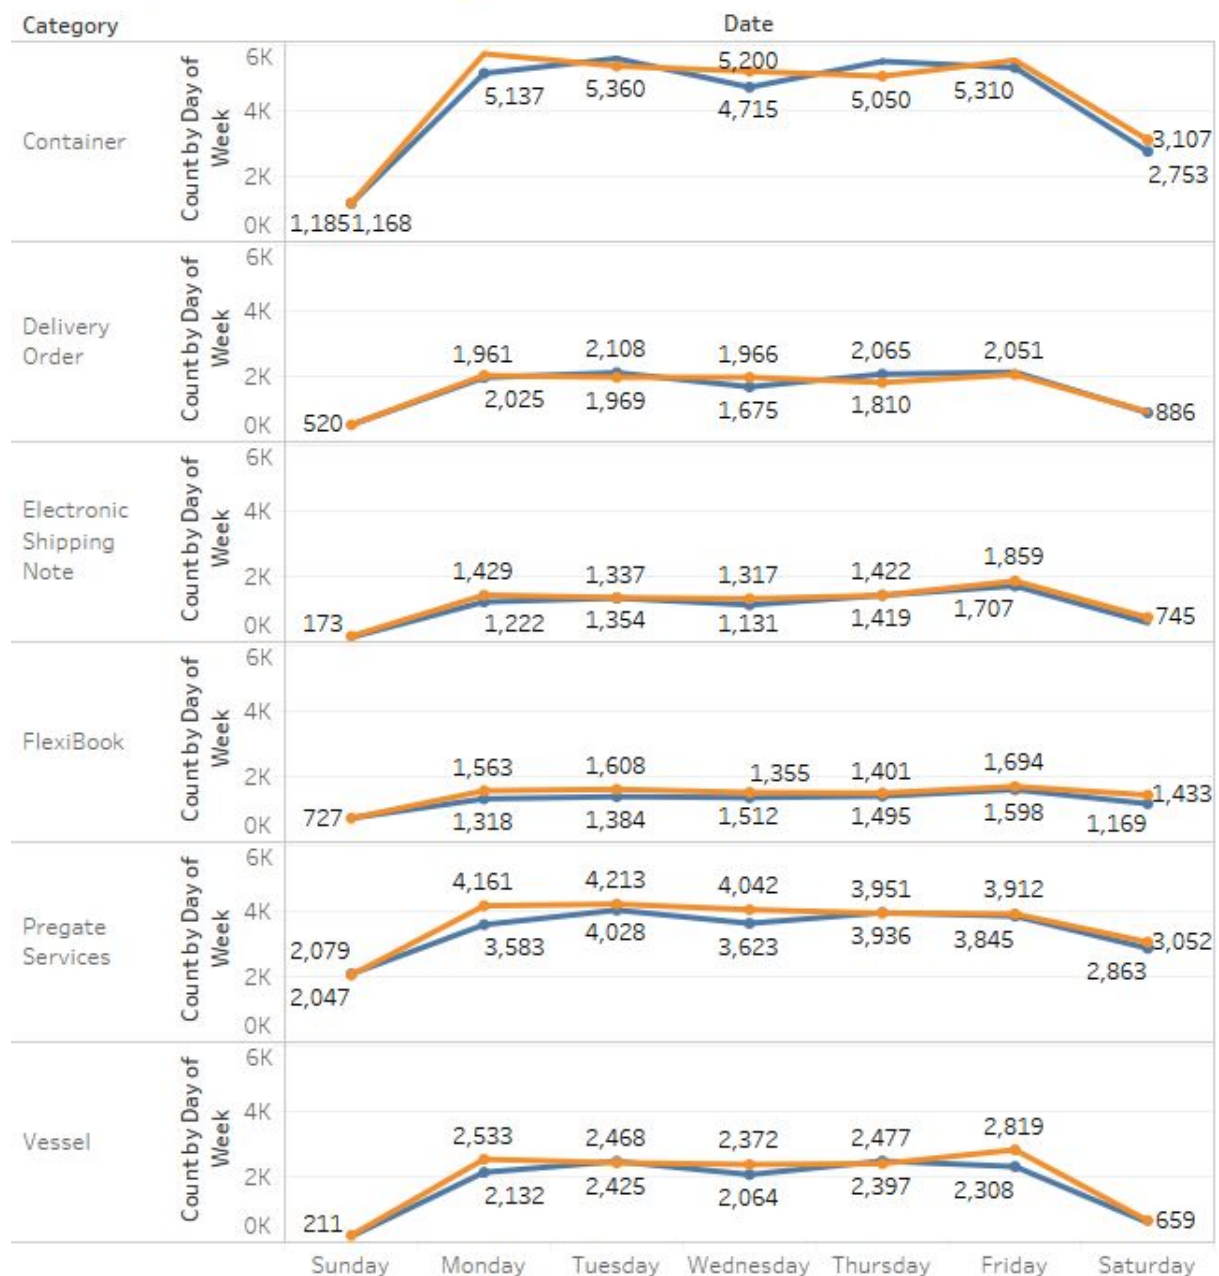 Category Date
Container
Count by Day of
Week
6K
4K
2K
0K
5,200
5,137 5,360 4,715 5,050 5,310
3,107
2,753
1,1851,168
Delivery
Order
Count by Day of
Week
6K
4K
2K
0K
1,961 2,108 1,966 2,065 2,051
2,025 1,969 1,675 1,810
520 886
Electronic
Shipping
Note
Count by Day of
Week
6K
4K
2K
0K
1,429 1,337 1,317 1,422 1,859
173 1,222 1,354 1,131 1,419 1,707 745
FlexiBook
Count by Day of
Week
6K
4K
2K
0K
1,563 1,608 1,355 1,401 1,694
1,433
727 1,318 1,384 1,512 1,495 1,598 1,169
Pregate
Services
Count by Day of
Week
6K
4K
2K
0K
4,161 4,213 4,042 3,951 3,912
2,079 3,583 4,028 3,623 3,936 3,845 3,052
2,047 2,863
Vessel
Count by Day of
Week
6K
4K
2K
0K
2,533 2,468 2,372 2,477 2,819
2,132 2,425 2,064 2,397 2,308
211 659
Sunday Monday Tuesday Wednesday Thursday Friday Saturday